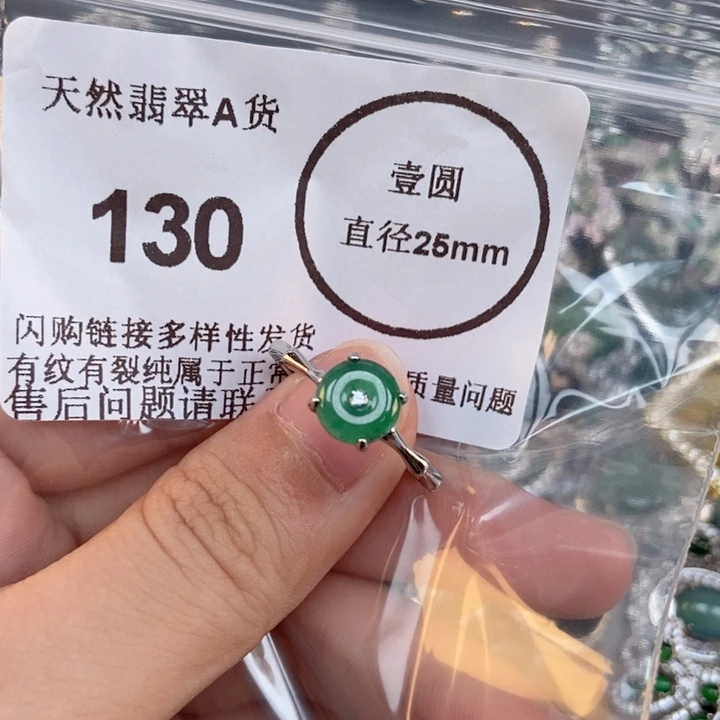 天然翡翠A货
壹圆
直径25mm
130
闪购链接多样性发货
有纹有裂纯属于正常 质量问题
售后问题请联